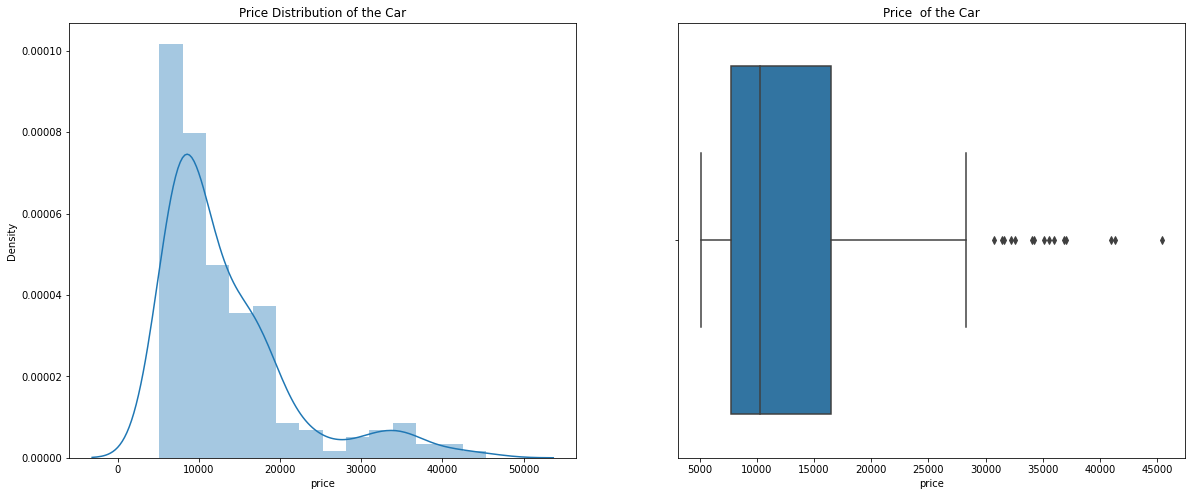 Price Distribution of the Car
Density
0.00010
0.00008
0.00006
0.00004
0.00002
0.00000
0 10000 20000 30000 40000 50000
price
Price  of the Car
5000 10000 15000 20000 25000 30000 35000 40000 45000
price